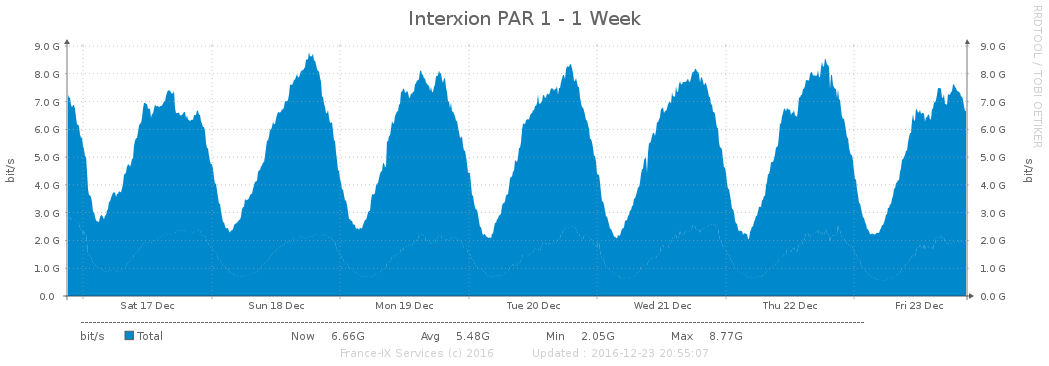 Interxion PAR 1 - 1 Week
RRDTOOL / TOBI OETIKER
9.0 G 9.0 G
8.0 G 8.0 G
7.0 G 7.0 G
6.0 G 6.0 G
5.0 G 5.0 G
4.0 G 4.0 G
3.0 G 3.0 G
2.0 G 2.0 G
1.0 G 1.0 G
0.0 0.0 G
bit/s
bit/s
Sat 17 Dec Sun 18 Dec Mon 19 Dec Tue 20 Dec Wed 21 Dec Thu 22 Dec Fri 23 Dec
bit/s Total Now 6.66G Avg 5.48G Min 2.05G Max 8.77G
France-IX Services (c) 2016 Updated : 2016-12-23 20:55:07